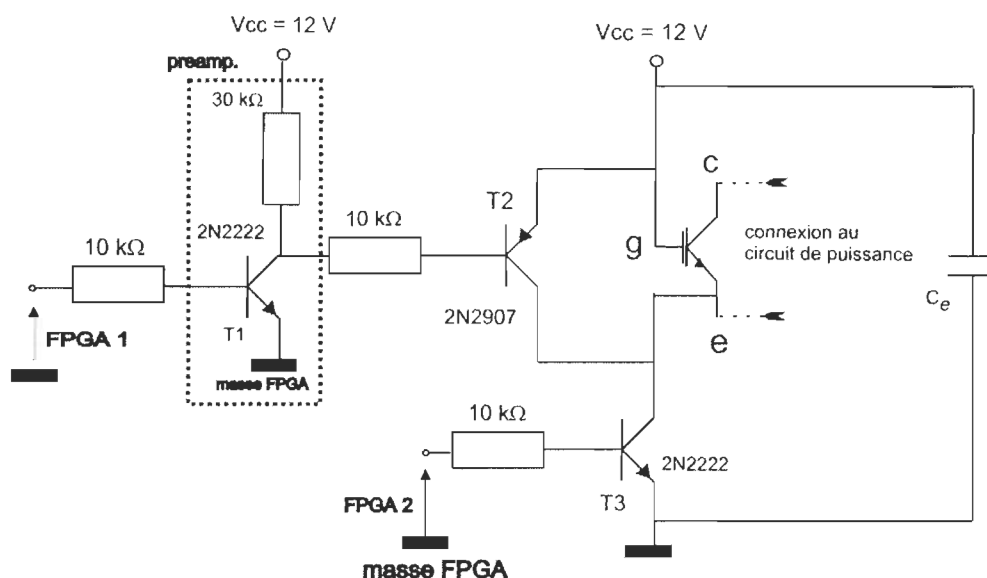 Vcc = 12 V
Vcc = 12 V
preamp.
30 kΩ
10 kΩ
2N2222
10 kΩ
T2
c
g
connexion au
circuit de puissance
Ce
FPGA 1
T1
masse FPGA
2N2907
e
10 kΩ
FPGA 2
T3
2N2222
masse FPGA